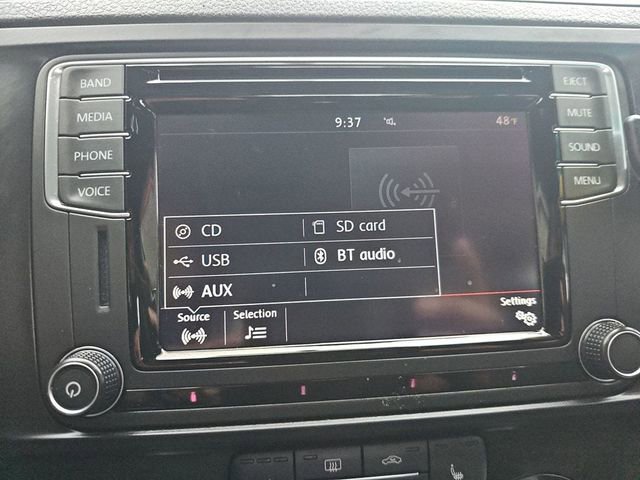 BAND
MEDIA
PHONE
VOICE
EJECT
MUTE
SOUND
MENU
9:37
48°F
CD
SD card
USB
BT audio
AUX
Source
Selection
Settings